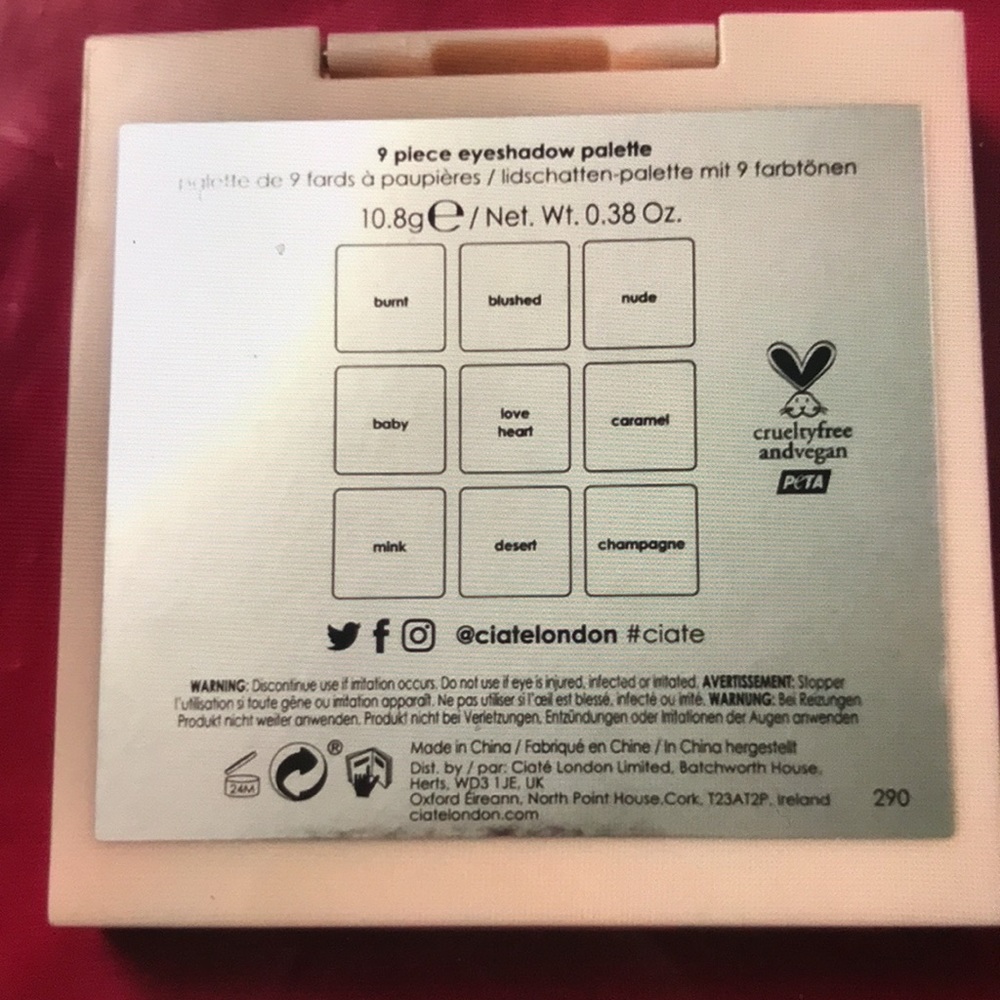 9 piece eyeshadow palette
palette de 9 fards à paupières / lidschatten-palette mit 9 farbtönen
10.8g℮ / Net. Wt. 0.38 Oz.
burnt blushed nude
baby love heart caramel
mink desert champagne
crueltyfree
andvegan
PETA
@ciatelondon #ciate
WARNING: Discontinue use if irritation occurs. Do not use if eye is injured, infected or irritated. AVERTISSEMENT: Stopper
l'utilisation si toute gêne ou irritation apparaît. Ne pas utiliser si l'œil est blessé, infecté ou irrité. WARNUNG: Bei Reizungen
Produkt nicht weiter anwenden. Produkt nicht bei Verletzungen, Entzündungen oder Irritationen der Augen anwenden
24M
®
Made in China / Fabriqué en Chine / In China hergestellt
Dist. by / par: Ciaté London Limited, Batchworth House,
Herts, WD3 1JE, UK
Oxford Éireann, North Point House,Cork, T23AT2P, Ireland
ciatelondon.com
290